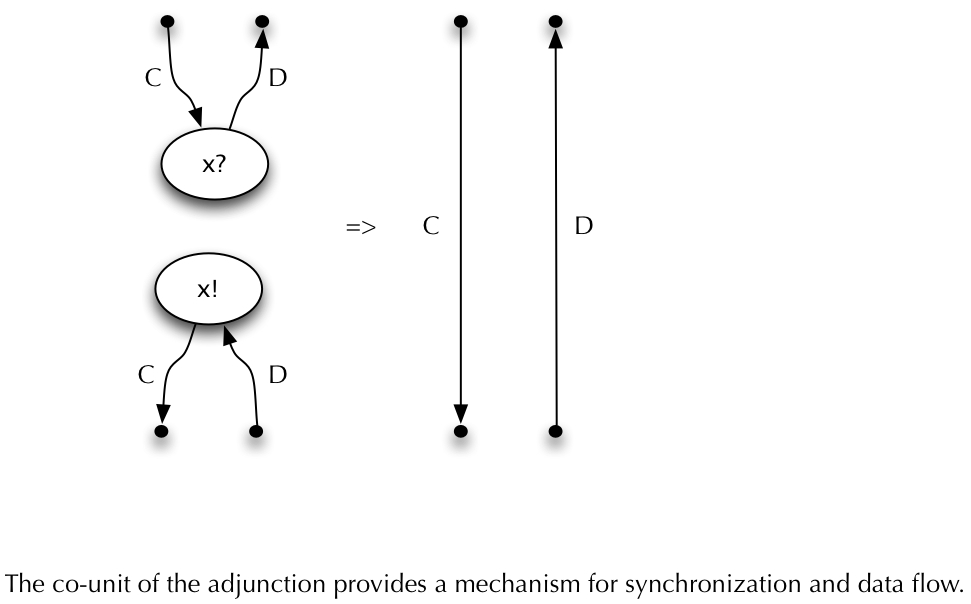 C
D
x?
=>
C
D
x!
C
D
The co-unit of the adjunction provides a mechanism for synchronization and data flow.